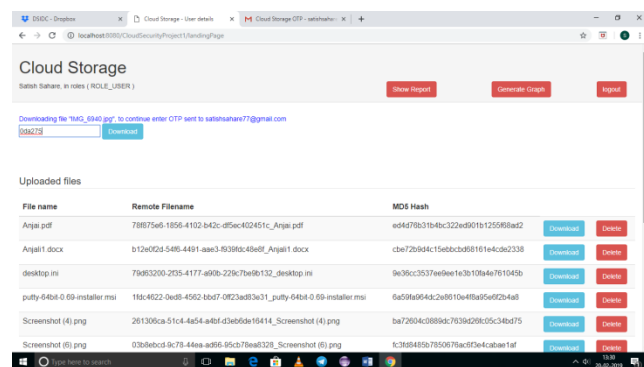 DSIDC - Dropbox
Cloud Storage - User details
Cloud Storage OTP - satishsaha
localhost:8080/CloudSecurityProject1/landingPage
Cloud Storage
Satish Sahare, in roles ( ROLE_USER )
Show Report
Generate Graph
logout
Downloading file "IMG_6940.jpg", to continue enter OTP sent to satishsahare77@gmail.com
0da275
Download
Uploaded files
File name Remote Filename MD5 Hash
Anjai.pdf 78f875e6-1856-4102-b42c-df5ec402451c_Anjai.pdf ed4d76b31b4bc322ed901b1255f68ad2 Download Delete
Anjali1.docx b12e0f2d-54f6-4491-aae3-f939fdc48e6f_Anjali1.docx cbe72b9d4c15ebbcbd68161e4cde2338 Download Delete
desktop.ini 79d63200-2f35-4177-a90b-229c7be9b132_desktop.ini 9e36cc3537ee9ee1e3b10fa4e761045b Download Delete
putty-64bit-0.69-installer.msi 1fdc4622-0ed8-4562-bbd7-0ff23ad83e31_putty-64bit-0.69-installer.msi 6a59fa964dc2e8610e4f8a95e6f2b4a8 Download Delete
Screenshot (4).png 261306ca-51c4-4a54-a4bf-d3eb6de16414_Screenshot (4).png ba72604c0889dc7639d26fc05c34bd75 Download Delete
Screenshot (6).png 03b8ebcd-9c78-44ea-ad66-95cb78ea8328_Screenshot (6).png fc3fd8485b7850676ac6f3e4cabae1af Download Delete
Type here to search
13:30